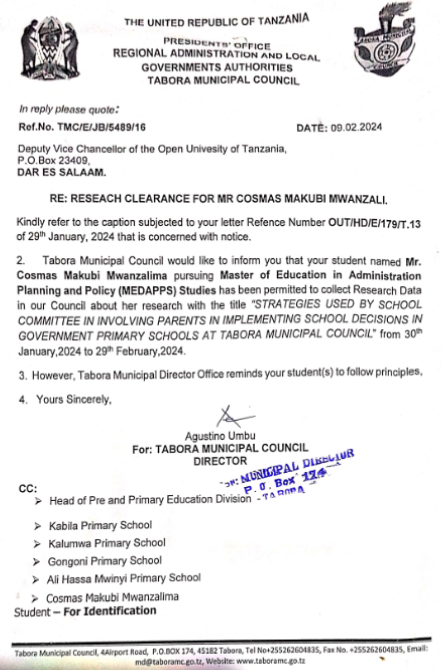 THE UNITED REPUBLIC OF TANZANIA
PRESIDENTS' OFFICE
REGIONAL ADMINISTRATION AND LOCAL
GOVERNMENTS AUTHORITIES
TABORA MUNICIPAL COUNCIL
In reply please quote:
Ref.No. TMC/E/JB/5489/16 DATE: 09.02.2024
Deputy Vice Chancellor of the Open Univesity of Tanzania,
P.O.Box 23409,
DAR ES SALAAM.
RE: RESEACH CLEARANCE FOR MR COSMAS MAKUBI MWANZALI.
Kindly refer to the caption subjected to your letter Refence Number OUT/HD/E/179/T.13
of 29th January, 2024 that is concerned with notice.
2. Tabora Municipal Council would like to inform you that your student named Mr.
Cosmas Makubi Mwanzalima pursuing Master of Education in Administration
Planning and Policy (MEDAPPS) Studies has been permitted to collect Research Data
in our Council about her research with the title "STRATEGIES USED BY SCHOOL
COMMITTEE IN INVOLVING PARENTS IN IMPLEMENTING SCHOOL DECISIONS IN
GOVERNMENT PRIMARY SCHOOLS AT TABORA MUNICIPAL COUNCIL" from 30th
January,2024 to 29th February,2024.
3. However, Tabora Municipal Director Office reminds your student(s) to follow principles.
4. Yours Sincerely,
Agustino Umbu
For: TABORA MUNICIPAL COUNCIL
DIRECTOR
MUNICIPAL DIRECTOR
P. O. Box 174
TABORA
CC:
➢ Head of Pre and Primary Education Division
➢ Kabila Primary School
➢ Kalumwa Primary School
➢ Gongoni Primary School
➢ Ali Hassa Mwinyi Primary School
➢ Cosmas Makubi Mwanzalima
Student – For Identification
Tabora Municipal Council, 4Airport Road, P.O.BOX 174, 45182 Tabora, Tel No+255262604835, Fax No. +255262604835, Email:
md@taboramc.go.tz, Website: www.taboramc.go.tz